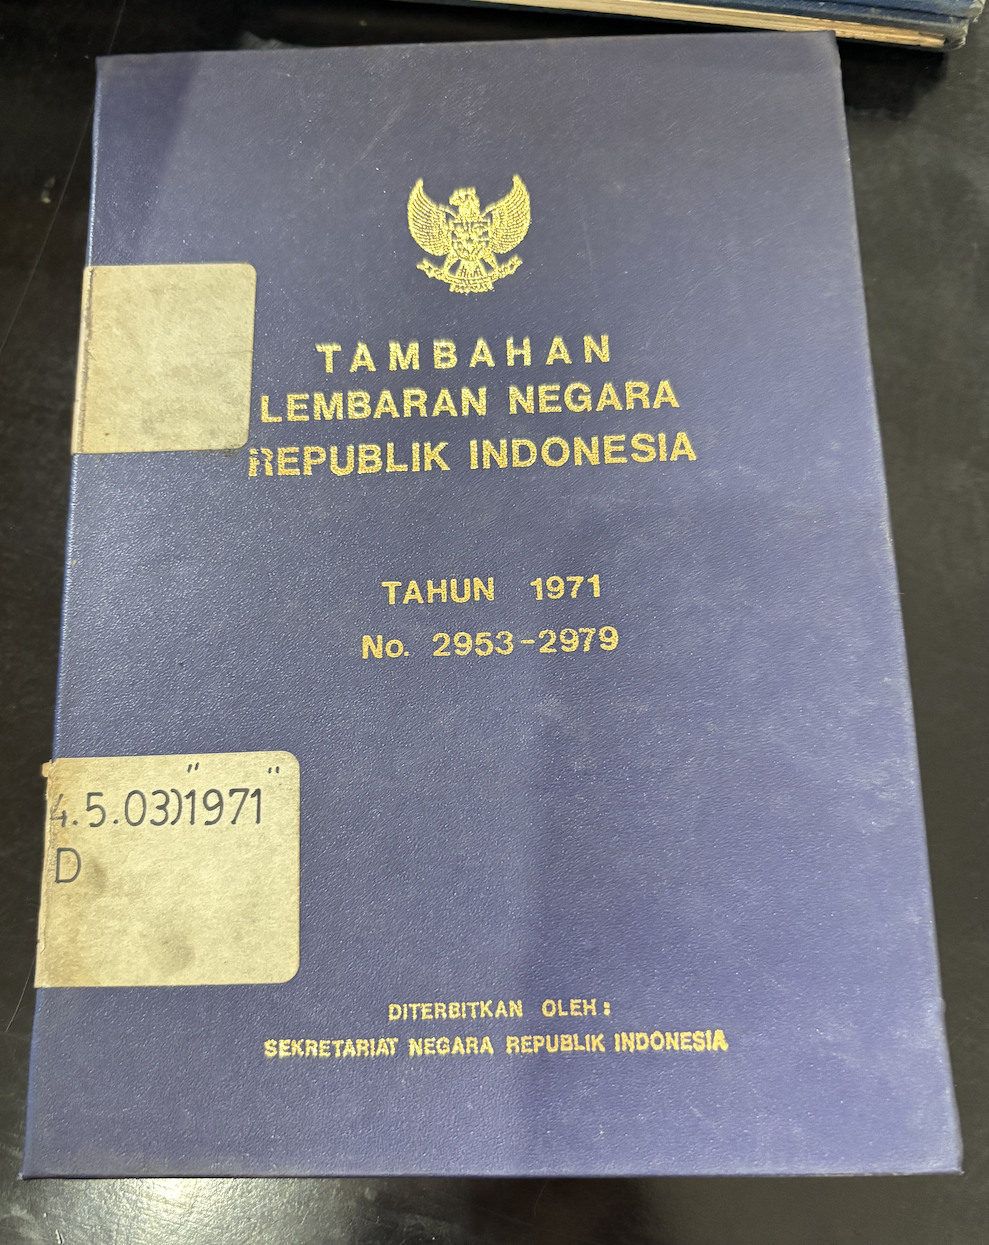 TAMBAHAN
LEMBARAN NEGARA
REPUBLIK INDONESIA
TAHUN 1971
No. 2953-2979
4.5.03)"1971"
D
DITERBITKAN OLEH:
SEKRETARIAT NEGARA REPUBLIK INDONESIA